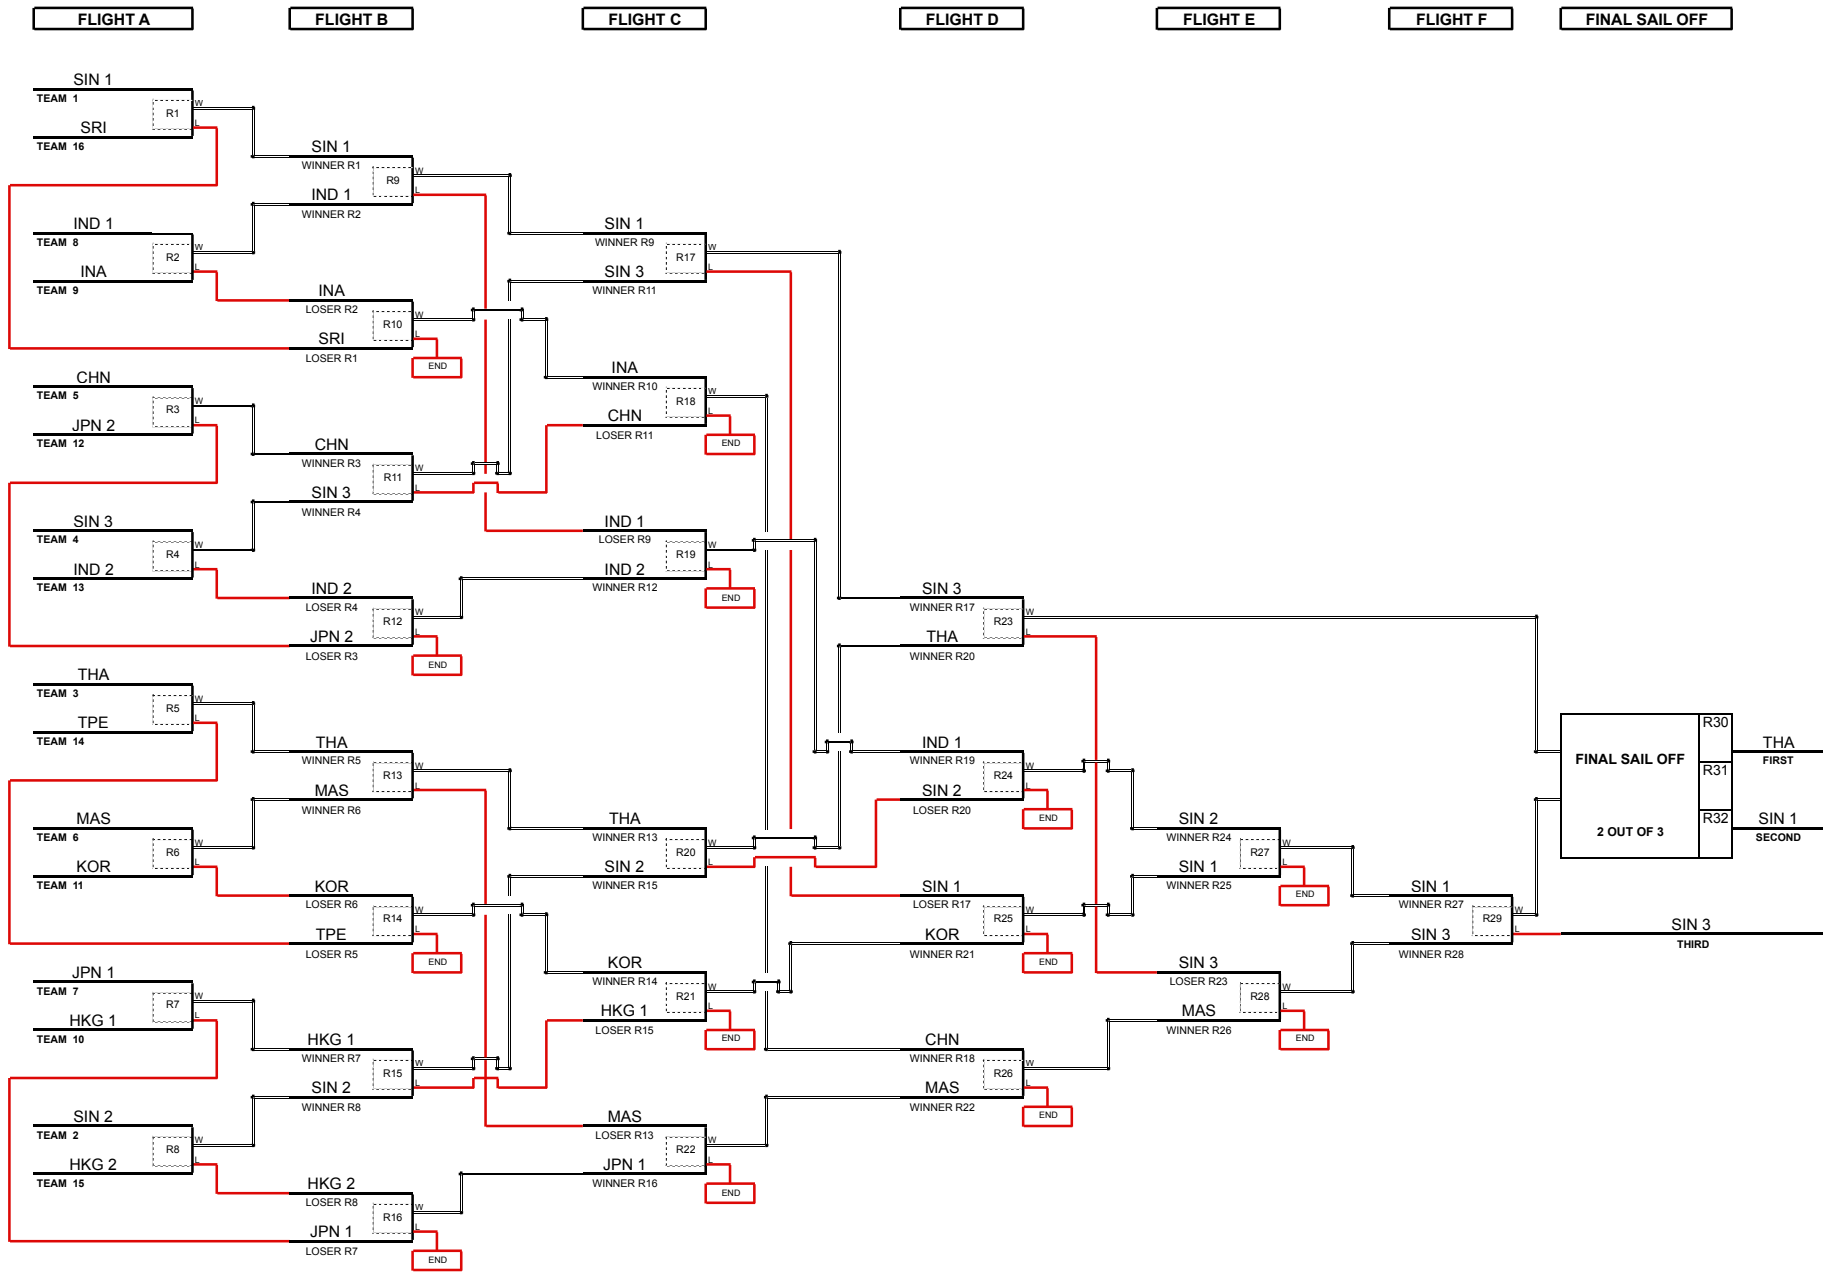 FLIGHT A
FLIGHT B
FLIGHT C
FLIGHT D
FLIGHT E
FLIGHT F
FINAL SAIL OFF
SIN 1
TEAM 1
R1
W
L
SRI
TEAM 16
IND 1
TEAM 8
R2
W
L
INA
TEAM 9
CHN
TEAM 5
R3
W
L
JPN 2
TEAM 12
SIN 3
TEAM 4
R4
W
L
IND 2
TEAM 13
THA
TEAM 3
R5
W
L
TPE
TEAM 14
MAS
TEAM 6
R6
W
L
KOR
TEAM 11
JPN 1
TEAM 7
R7
W
L
HKG 1
TEAM 10
SIN 2
TEAM 2
R8
W
L
HKG 2
TEAM 15
SIN 1
WINNER R1
R9
W
L
IND 1
WINNER R2
INA
LOSER R2
R10
W
L
SRI
LOSER R1
END
CHN
WINNER R3
R11
W
L
SIN 3
WINNER R4
IND 2
LOSER R4
R12
W
L
JPN 2
LOSER R3
END
THA
WINNER R5
R13
W
L
MAS
WINNER R6
KOR
LOSER R6
R14
W
L
TPE
LOSER R5
END
HKG 1
WINNER R7
R15
W
L
SIN 2
WINNER R8
HKG 2
LOSER R8
R16
W
L
JPN 1
LOSER R7
END
SIN 1
WINNER R9
R17
W
L
SIN 3
WINNER R11
INA
WINNER R10
R18
W
L
CHN
LOSER R11
END
IND 1
LOSER R9
R19
W
L
IND 2
WINNER R12
END
THA
WINNER R13
R20
W
L
SIN 2
WINNER R15
KOR
WINNER R14
R21
W
L
HKG 1
LOSER R15
END
MAS
LOSER R13
R22
W
L
JPN 1
WINNER R16
END
SIN 3
WINNER R17
R23
W
L
THA
WINNER R20
IND 1
WINNER R19
R24
W
L
SIN 2
LOSER R20
END
SIN 1
LOSER R17
R25
W
L
KOR
WINNER R21
END
CHN
WINNER R18
R26
W
L
MAS
WINNER R22
END
SIN 2
WINNER R24
R27
W
L
SIN 1
WINNER R25
END
SIN 3
LOSER R23
R28
W
L
MAS
WINNER R26
END
SIN 1
WINNER R27
R29
W
L
SIN 3
WINNER R28
FINAL SAIL OFF
2 OUT OF 3
R30
R31
R32
THA
FIRST
SIN 1
SECOND
SIN 3
THIRD